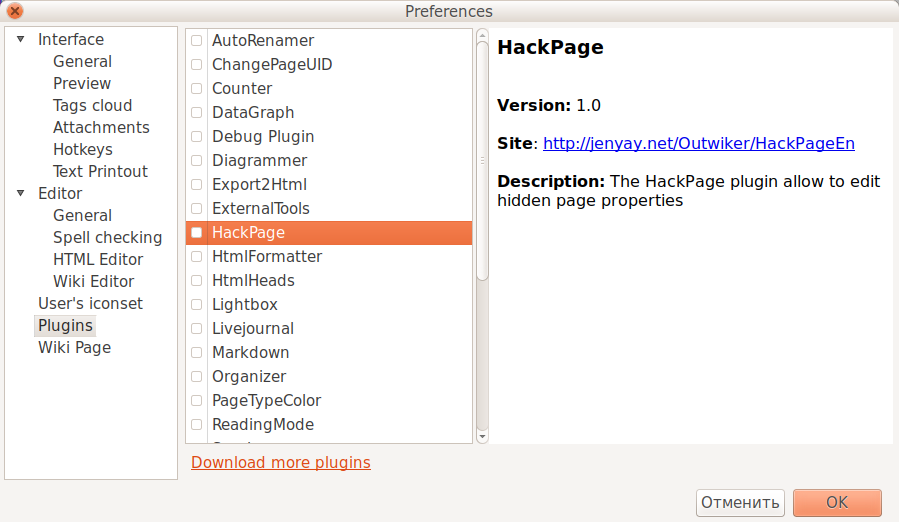 Preferences
Interface
General
Preview
Tags cloud
Attachments
Hotkeys
Text Printout
Editor
General
Spell checking
HTML Editor
Wiki Editor
User's iconset
Plugins
Wiki Page
AutoRenamer
ChangePageUID
Counter
DataGraph
Debug Plugin
Diagrammer
Export2Html
ExternalTools
HackPage
HtmlFormatter
HtmlHeads
Lightbox
Livejournal
Markdown
Organizer
PageTypeColor
ReadingMode
Download more plugins
HackPage
Version: 1.0
Site: http://jenyay.net/Outwiker/HackPageEn
Description: The HackPage plugin allow to edit
hidden page properties
Отменить
OK